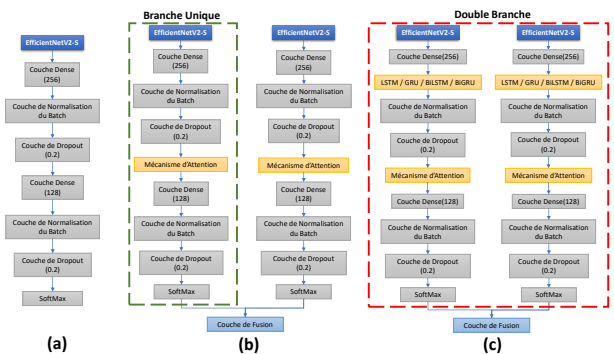 Branche Unique
Double Branche
EfficientNetV2-S
Couche Dense
(256)
Couche de Normalisation
du Batch
Couche de Dropout
(0.2)
Couche Dense
(128)
Couche de Normalisation
du Batch
Couche de Dropout
(0.2)
SoftMax
(a)
EfficientNetV2-S
Couche Dense
(256)
Couche de Normalisation
du Batch
Couche de Dropout
(0.2)
Mécanisme d'Attention
Couche Dense
(128)
Couche de Normalisation
du Batch
Couche de Dropout
(0.2)
SoftMax
EfficientNetV2-S
Couche Dense
(256)
Couche de Normalisation
du Batch
Couche de Dropout
(0.2)
Mécanisme d'Attention
Couche Dense
(128)
Couche de Normalisation
du Batch
Couche de Dropout
(0.2)
SoftMax
Couche de Fusion
(b)
EfficientNetV2-S
Couche Dense(256)
LSTM / GRU / BiLSTM / BiGRU
Couche de Normalisation
du Batch
Couche de Dropout
(0.2)
Mécanisme d'Attention
Couche Dense(128)
Couche de Normalisation
du Batch
Couche de Dropout
(0.2)
SoftMax
EfficientNetV2-S
Couche Dense(256)
LSTM / GRU / BiLSTM / BiGRU
Couche de Normalisation
du Batch
Couche de Dropout
(0.2)
Mécanisme d'Attention
Couche Dense(128)
Couche de Normalisation
du Batch
Couche de Dropout
(0.2)
SoftMax
Couche de Fusion
(c)